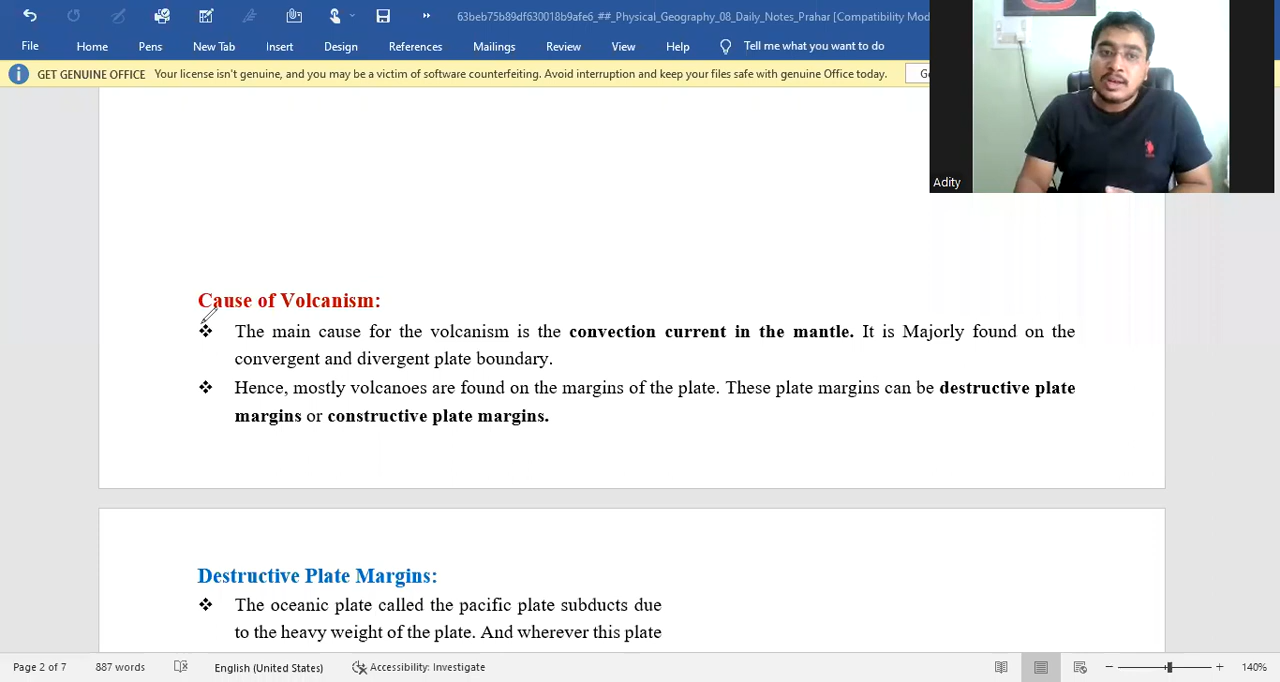 63beb75b89df630018b9afe6_##_Physical_Geography_08_Daily_Notes_Prahar [Compatibility Mod
File Home Pens New Tab Insert Design References Mailings Review View Help Tell me what you want to do
GET GENUINE OFFICE Your license isn't genuine, and you may be a victim of software counterfeiting. Avoid interruption and keep your files safe with genuine Office today.
Adity
Cause of Volcanism:
❖ The main cause for the volcanism is the convection current in the mantle. It is Majorly found on the
convergent and divergent plate boundary.
❖ Hence, mostly volcanoes are found on the margins of the plate. These plate margins can be destructive plate
margins or constructive plate margins.
Destructive Plate Margins:
❖ The oceanic plate called the pacific plate subducts due
to the heavy weight of the plate. And wherever this plate
Page 2 of 7 887 words English (United States) Accessibility: Investigate 140%